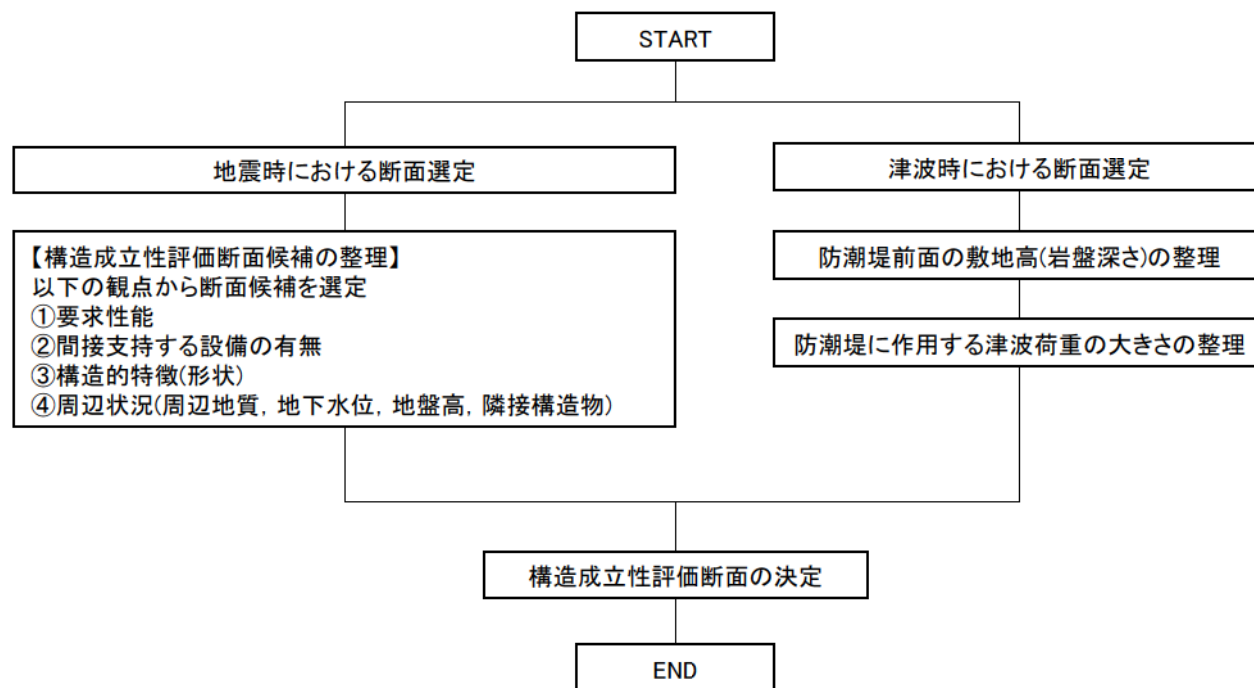 START
地震時における断面選定
【構造成立性評価断面候補の整理】
以下の観点から断面候補を選定
①要求性能
②間接支持する設備の有無
③構造的特徴(形状)
④周辺状況(周辺地質，地下水位，地盤高，隣接構造物)
津波時における断面選定
防潮堤前面の敷地高(岩盤深さ)の整理
防潮堤に作用する津波荷重の大きさの整理
構造成立性評価断面の決定
END